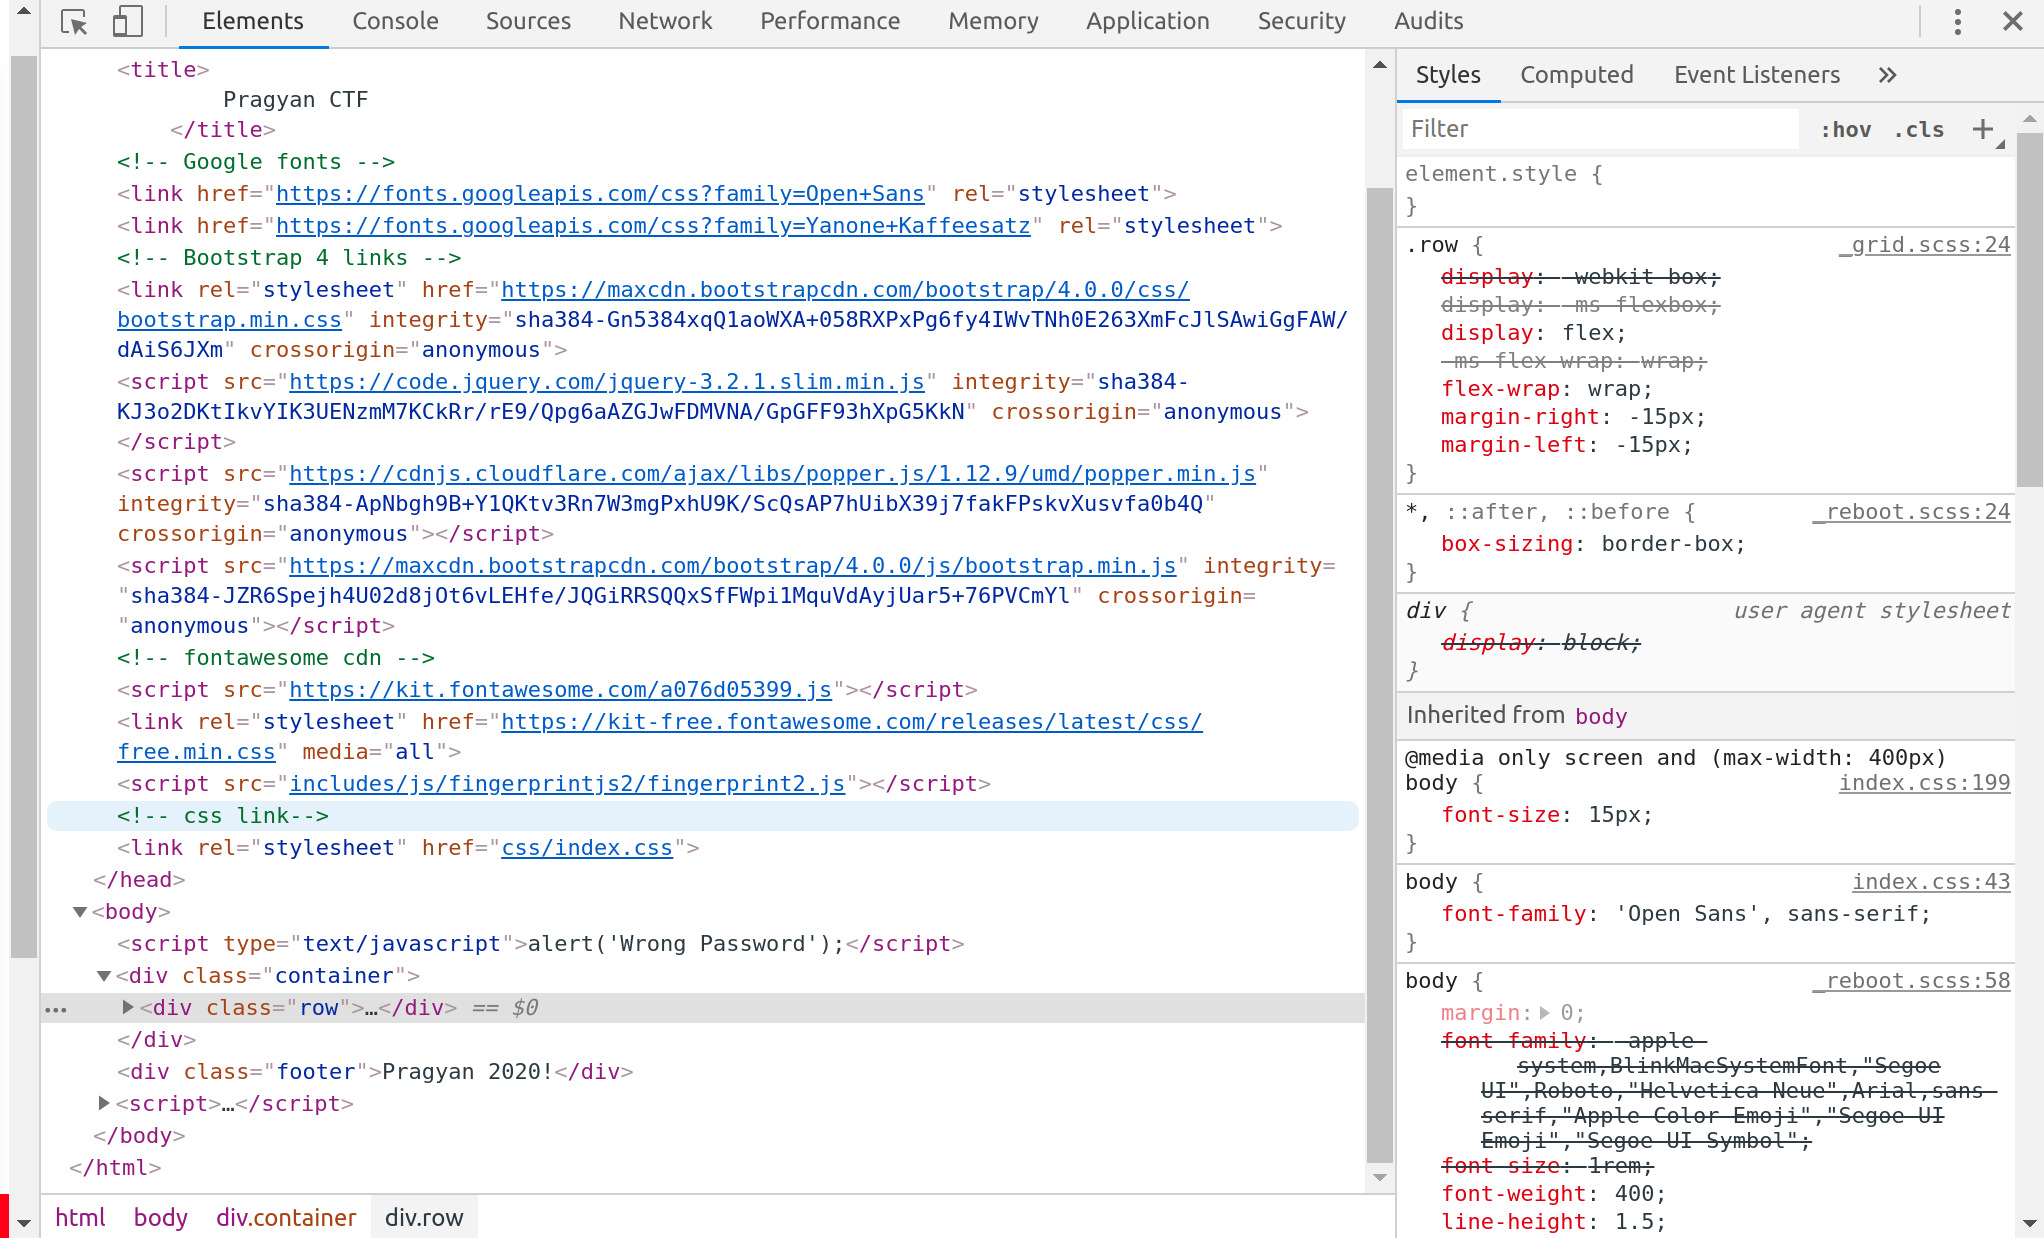 Elements Console Sources Network Performance Memory Application Security Audits
<title>
Pragyan CTF
</title>
<!-- Google fonts -->
<link href="https://fonts.googleapis.com/css?family=Open+Sans" rel="stylesheet">
<link href="https://fonts.googleapis.com/css?family=Yanone+Kaffeesatz" rel="stylesheet">
<!-- Bootstrap 4 links -->
<link rel="stylesheet" href="https://maxcdn.bootstrapcdn.com/bootstrap/4.0.0/css/
bootstrap.min.css" integrity="sha384-Gn5384xqQ1aoWXA+058RXPxPg6fy4IWvTNh0E263XmFcJlSAwiGgFAW/
dAiS6JXm" crossorigin="anonymous">
<script src="https://code.jquery.com/jquery-3.2.1.slim.min.js" integrity="sha384-
KJ3o2DKtIkvYIK3UENzmM7KCkRr/rE9/Qpg6aAZGJwFDMVNA/GpGFF93hXpG5KkN" crossorigin="anonymous">
</script>
<script src="https://cdnjs.cloudflare.com/ajax/libs/popper.js/1.12.9/umd/popper.min.js"
integrity="sha384-ApNbgh9B+Y1QKtv3Rn7W3mgPxhU9K/ScQsAP7hUibX39j7fakFPskvXusvfa0b4Q"
crossorigin="anonymous"></script>
<script src="https://maxcdn.bootstrapcdn.com/bootstrap/4.0.0/js/bootstrap.min.js" integrity=
"sha384-JZR6Spejh4U02d8jOt6vLEHfe/JQGiRRSQQxSfFWpi1MquVdAyjUar5+76PVCmYl" crossorigin=
"anonymous"></script>
<!-- fontawesome cdn -->
<script src="https://kit.fontawesome.com/a076d05399.js"></script>
<link rel="stylesheet" href="https://kit-free.fontawesome.com/releases/latest/css/
free.min.css" media="all">
<script src="includes/js/fingerprintjs2/fingerprint2.js"></script>
<!-- css link-->
<link rel="stylesheet" href="css/index.css">
</head>
<body>
<script type="text/javascript">alert('Wrong Password');</script>
<div class="container">
<div class="row">…</div> == $0
</div>
<div class="footer">Pragyan 2020!</div>
<script>…</script>
</body>
</html>
html body div.container div.row
Styles Computed Event Listeners »
Filter :hov .cls +
element.style {
}
.row { _grid.scss:24
display: -webkit-box;
display: -ms-flexbox;
display: flex;
-ms-flex-wrap: wrap;
flex-wrap: wrap;
margin-right: -15px;
margin-left: -15px;
}
*, ::after, ::before { _reboot.scss:24
box-sizing: border-box;
}
div { user agent stylesheet
display: block;
}
Inherited from body
@media only screen and (max-width: 400px)
body { index.css:199
font-size: 15px;
}
body { index.css:43
font-family: 'Open Sans', sans-serif;
}
body { _reboot.scss:58
margin: 0;
font-family: -apple-
system,BlinkMacSystemFont,"Segoe
UI",Roboto,"Helvetica Neue",Arial,sans-
serif,"Apple Color Emoji","Segoe UI
Emoji","Segoe UI Symbol";
font-size: 1rem;
font-weight: 400;
line-height: 1.5;